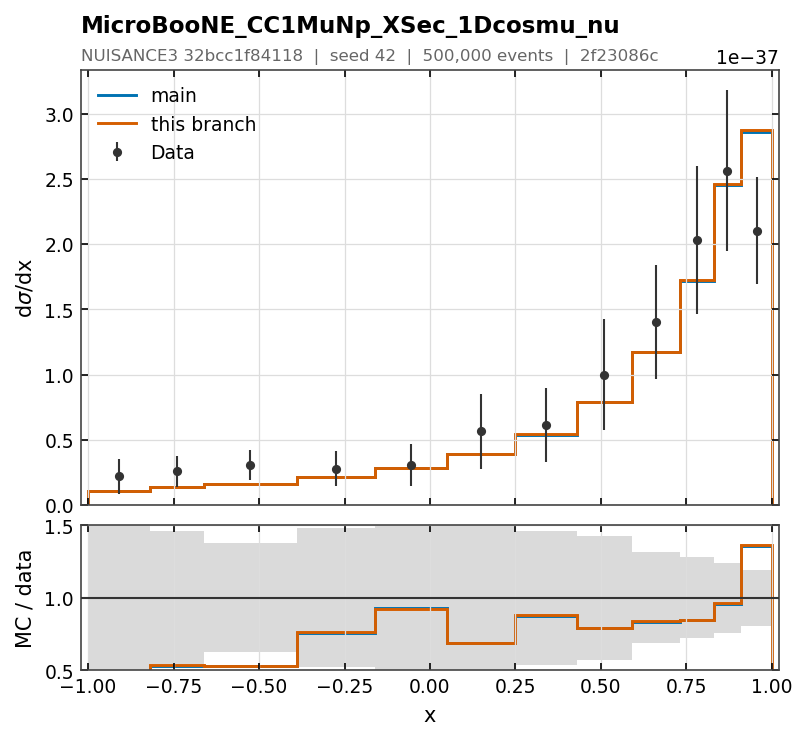 MicroBooNE_CC1MuNp_XSec_1Dcosmu_nu
NUISANCE3 32bcc1f84118 | seed 42 | 500,000 events | 2f23086c
1e−37
main
this branch
Data
dσ/dx
3.0
2.5
2.0
1.5
1.0
0.5
0.0
MC / data
1.5
1.0
0.5
−1.00 −0.75 −0.50 −0.25 0.00 0.25 0.50 0.75 1.00
x